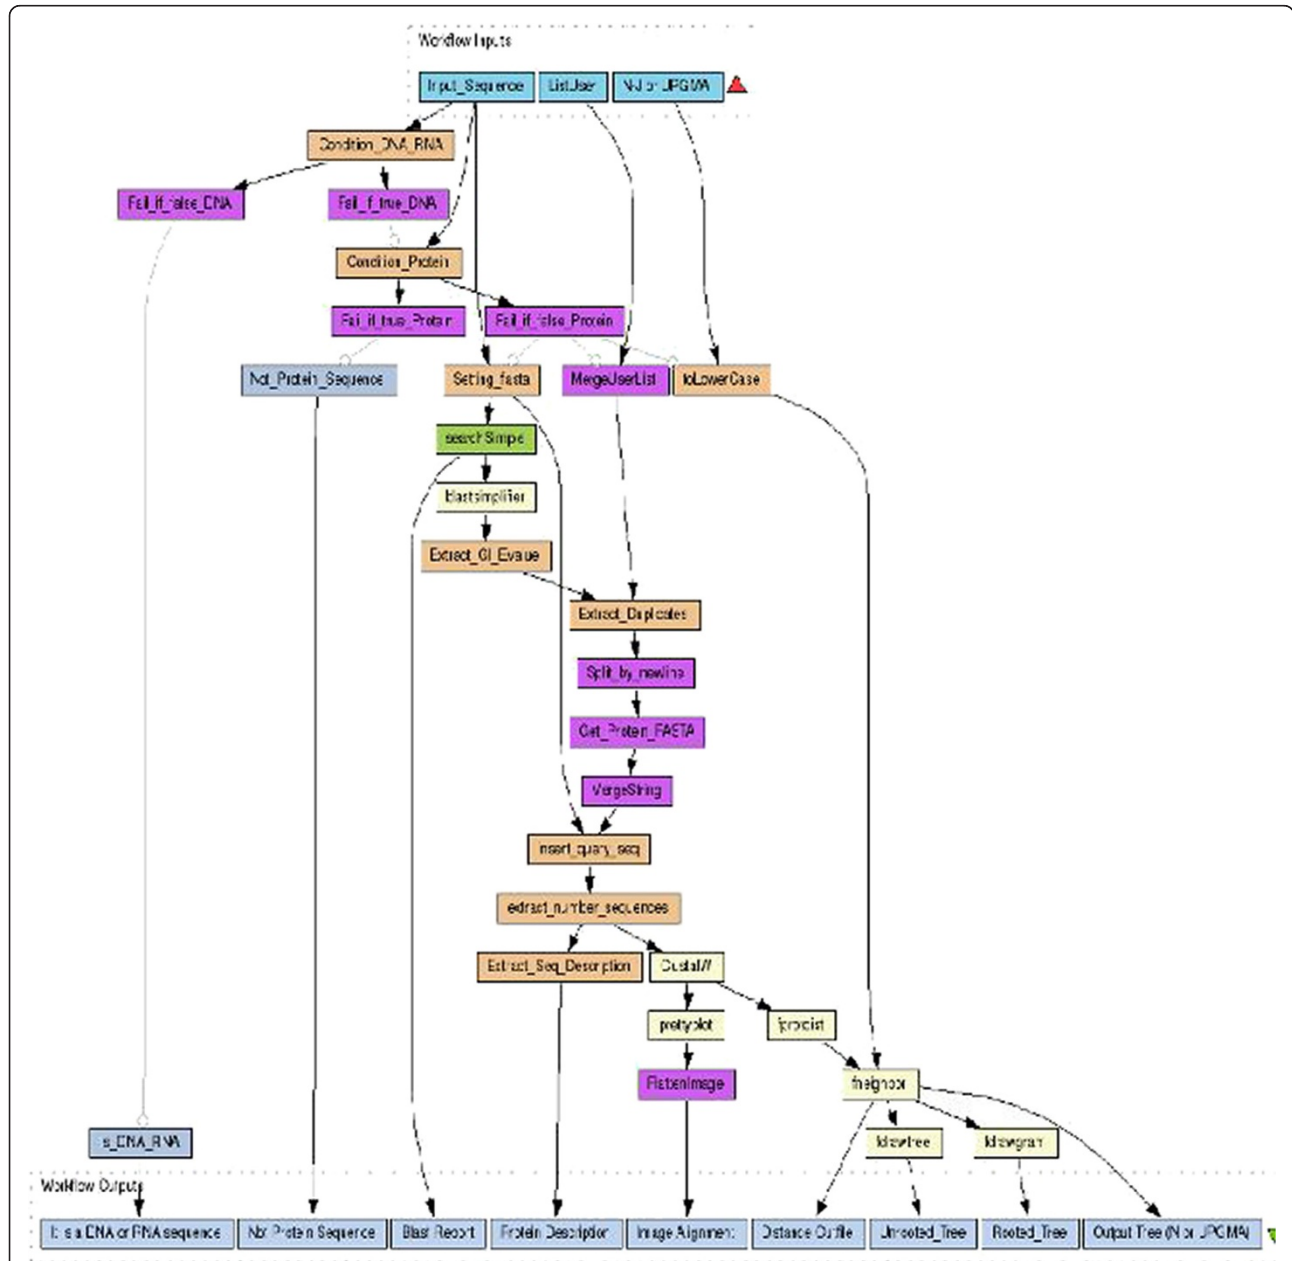 Workflow Inputs
Input_Sequence
ListUser
N-J or UPGMA
Condition_DNA_RNA
Fail_if_false_DNA
Fail_if_true_DNA
Condition_Protein
Fail_if_true_Protein
Fail_if_false_Protein
Not_Protein_Sequence
Setting_fasta
MergeUserList
toLowerCase
searchSimple
blastsimplifier
Extract_GI_Evalue
Extract_Duplicates
Split_by_newline
Get_Protein_FASTA
MergeString
insert_query_seq
extract_number_sequences
Extract_Seq_Description
ClustalW
prettyplot
fprotdist
FlattenImage
fneighbor
Is_DNA_RNA
fdrawtree
fdrawgram
Workflow Outputs
It is a DNA or RNA sequence
Not Protein Sequence
Blast Report
Protein Description
Image Alignment
Distance Outfile
Unrooted_Tree
Rooted_Tree
Output Tree (NJ or UPGMA)